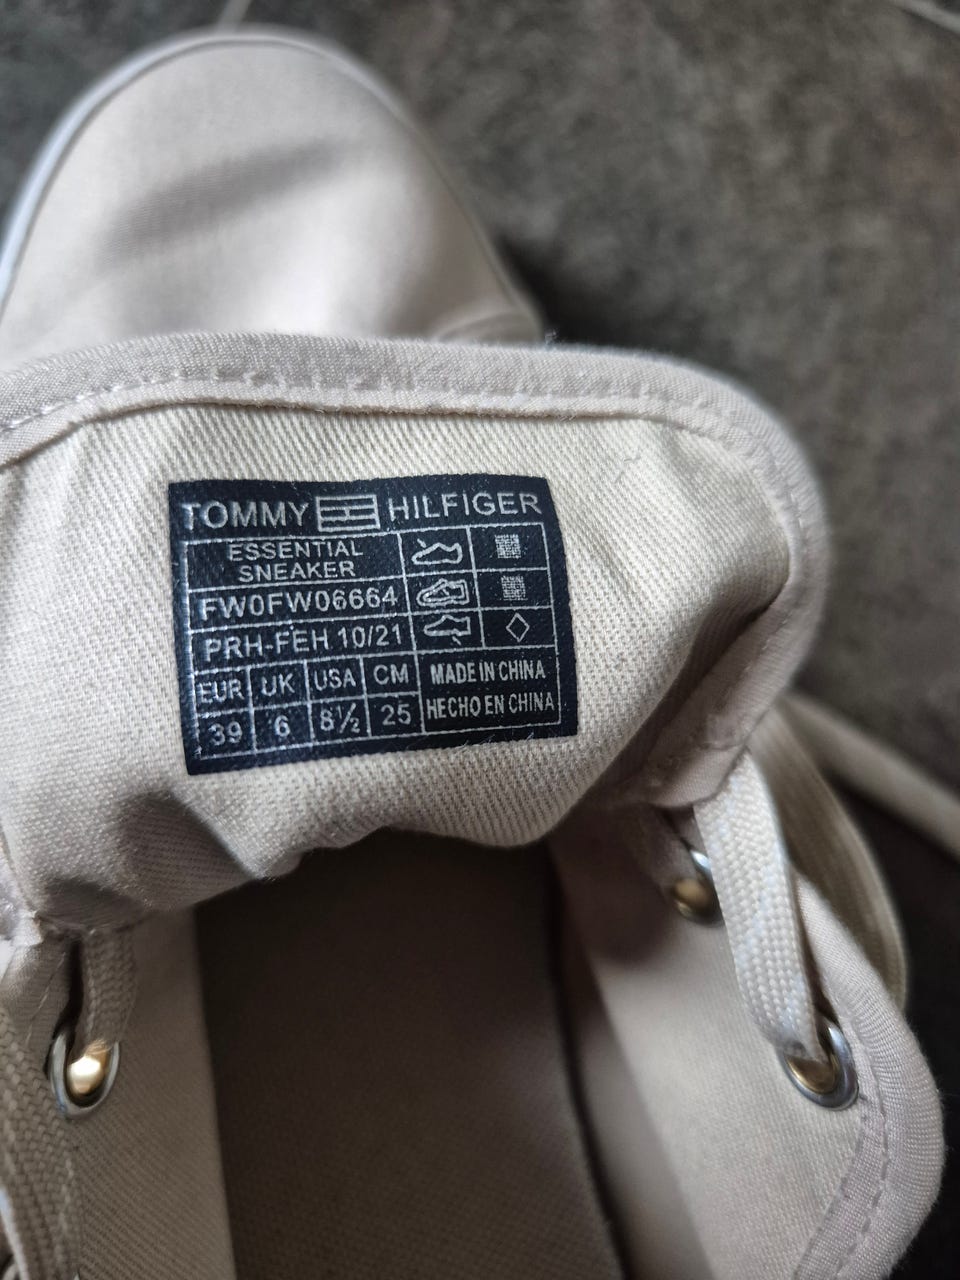 TOMMY HILFIGER
ESSENTIAL
SNEAKER
FW0FW06664
PRH-FEH 10/21
EUR UK USA CM
39 6 8½ 25
MADE IN CHINA
HECHO EN CHINA